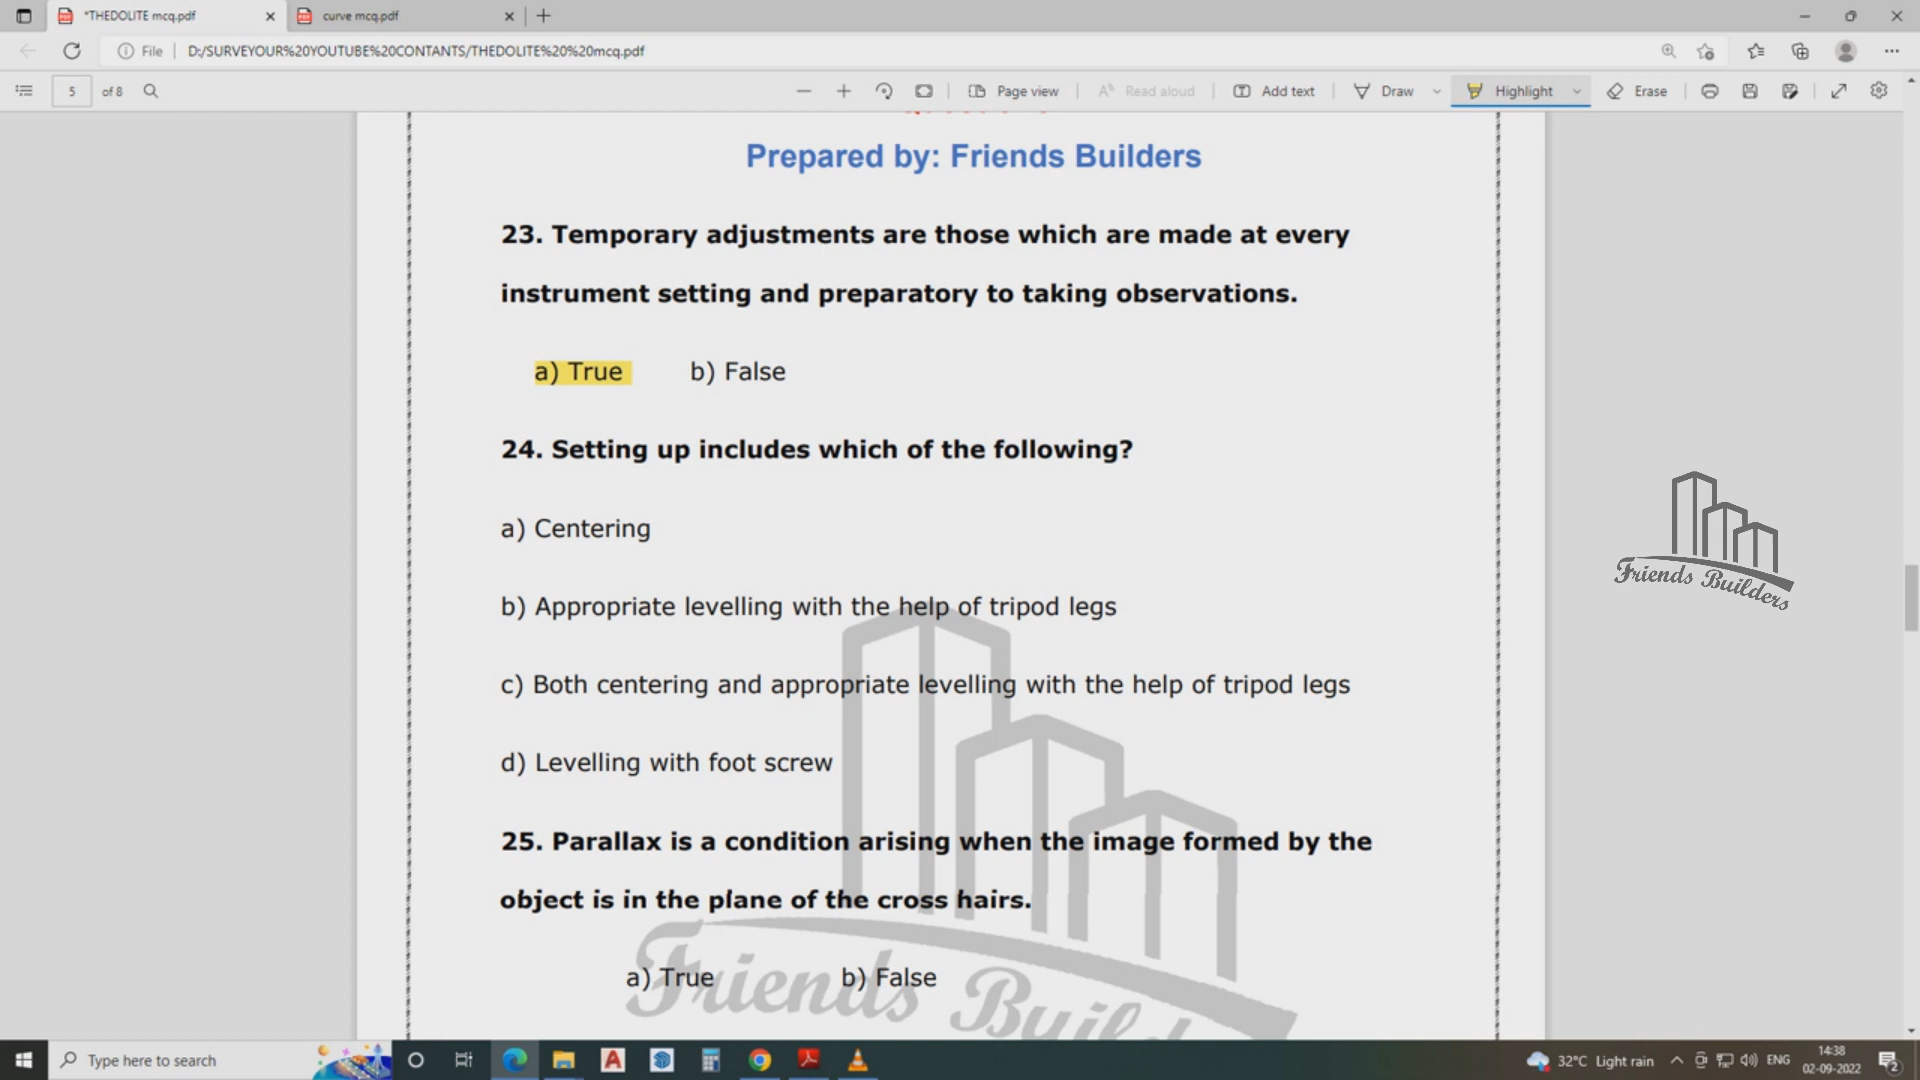 *THEDOLITE mcq.pdf
curve mcq.pdf
File
D:/SURVEYOUR%20YOUTUBE%20CONTANTS/THEDOLITE%20%20mcq.pdf
5 of 8
Page view
Read aloud
Add text
Draw
Highlight
Erase
Prepared by: Friends Builders
23. Temporary adjustments are those which are made at every
instrument setting and preparatory to taking observations.
a) True b) False
24. Setting up includes which of the following?
a) Centering
b) Appropriate levelling with the help of tripod legs
c) Both centering and appropriate levelling with the help of tripod legs
d) Levelling with foot screw
25. Parallax is a condition arising when the image formed by the
object is in the plane of the cross hairs.
a) True b) False
Friends Builders
Friends
Type here to search
32°C Light rain
ENG
14:38
02-09-2022
2